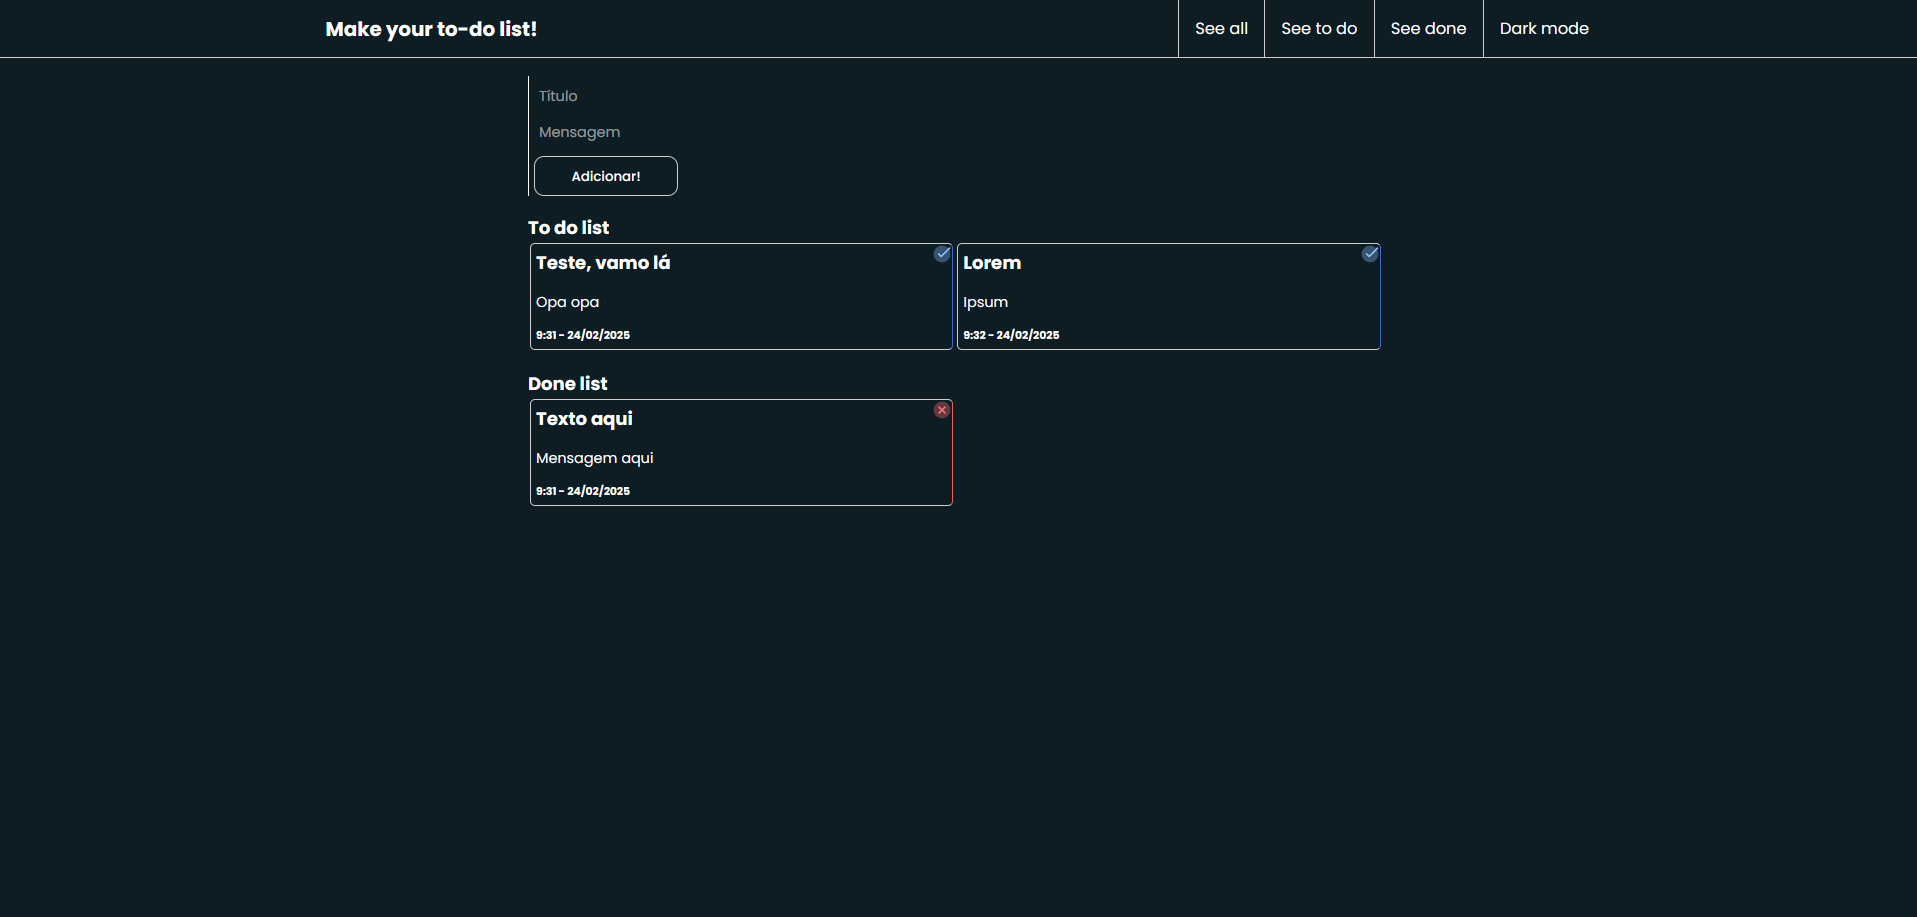 Make your to-do list!
See all
See to do
See done
Dark mode
Título
Mensagem
Adicionar!
To do list
Teste, vamo lá
Opa opa
9:31 - 24/02/2025
Lorem
Ipsum
9:32 - 24/02/2025
Done list
Texto aqui
Mensagem aqui
9:31 - 24/02/2025